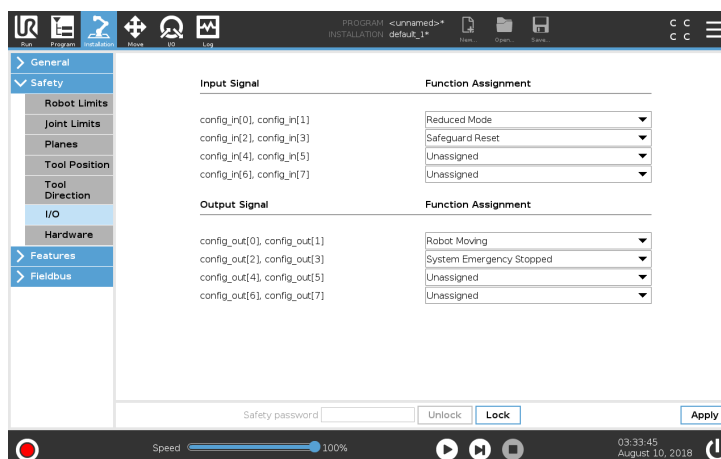 UR
PROGRAM <unnamed>*
INSTALLATION default_1*
C C
C C
Run Program Installation Move I/O Log New... Open... Save...
General
Safety
Robot Limits
Joint Limits
Planes
Tool Position
Tool
Direction
I/O
Hardware
Features
Fieldbus
Input Signal Function Assignment
config_in[0], config_in[1] Reduced Mode
config_in[2], config_in[3] Safeguard Reset
config_in[4], config_in[5] Unassigned
config_in[6], config_in[7] Unassigned
Output Signal Function Assignment
config_out[0], config_out[1] Robot Moving
config_out[2], config_out[3] System Emergency Stopped
config_out[4], config_out[5] Unassigned
config_out[6], config_out[7] Unassigned
Safety password Unlock Lock Apply
Speed 100%
03:33:45
August 10, 2018